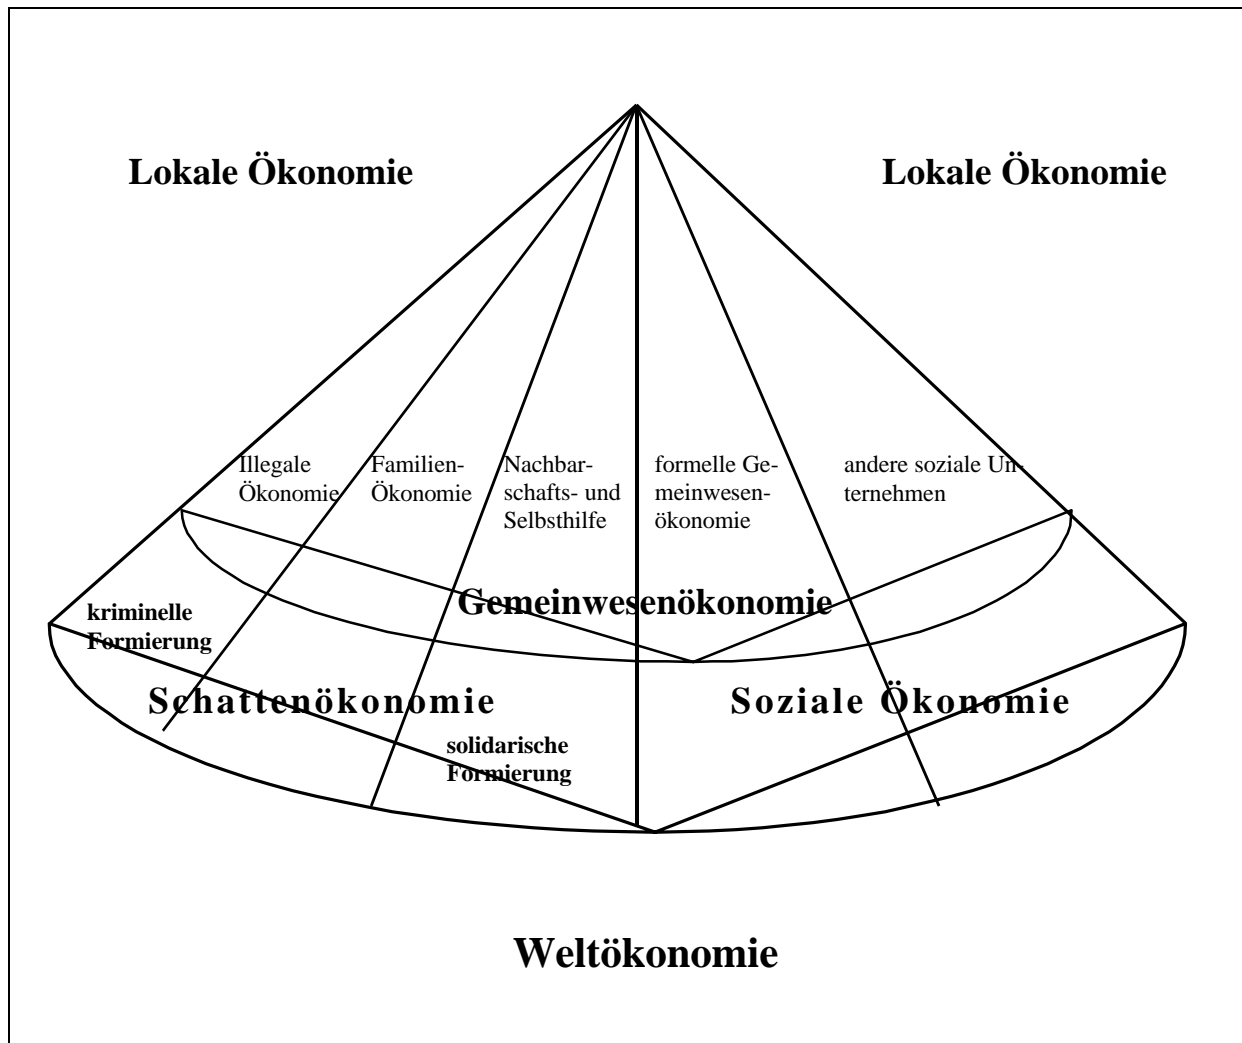 Lokale Ökonomie
Lokale Ökonomie
Illegale
Ökonomie
Familien-
Ökonomie
Nachbar-
schafts- und
Selbsthilfe
formelle Ge-
meinwesen-
ökonomie
andere soziale Un-
ternehmen
Gemeinwesenökonomie
kriminelle
Formierung
Schattenökonomie
Soziale Ökonomie
solidarische
Formierung
Weltökonomie